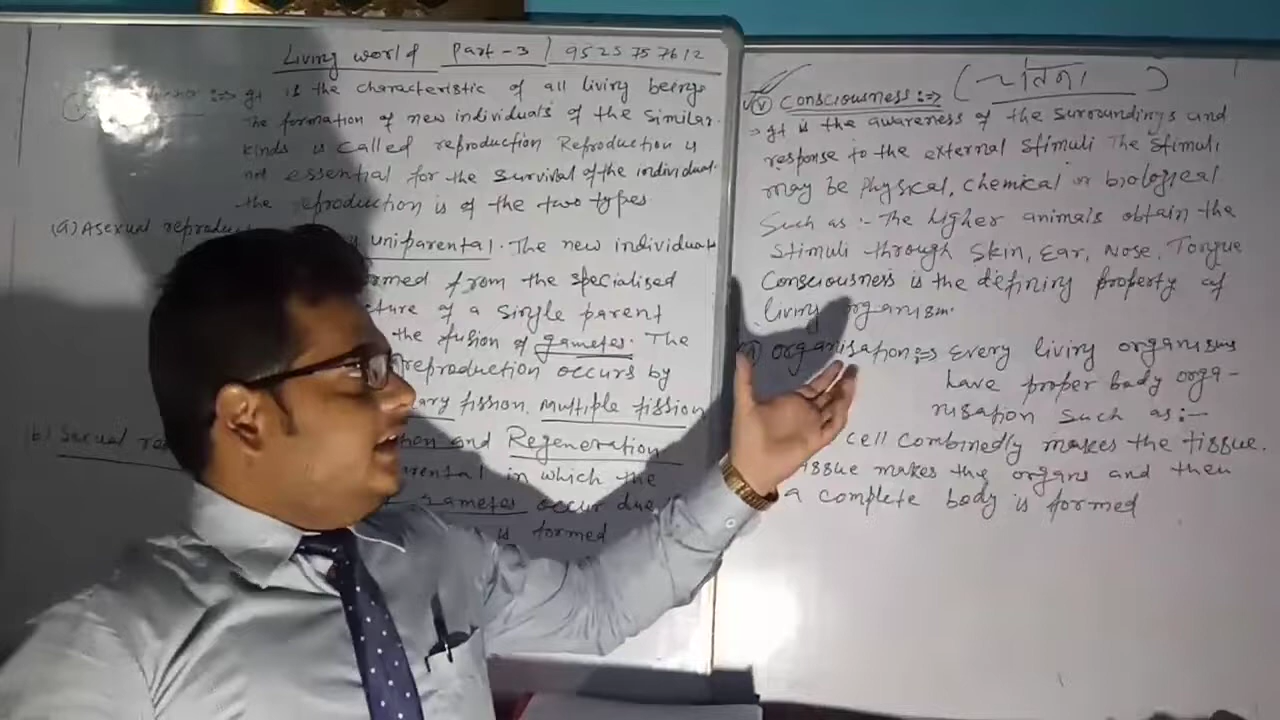 Living world Part-3 / 9525757612
:=> It is the characteristic of all living beings
The formation of new individual's of the similar.
kinds is called reproduction Reproduction is
not essential for the survival of the individual.
the reproduction is of the two types
(a) Asexual
uniparental. The new individual
from the specialised
of a single parent
the fusion of gametes. The
reproduction occurs by
fission, multiple fission
and Regeneration
(b) Sexual
in which the
gametes occur due
is formed
(v) Consciousness :=>
→ It is the awareness of the surroundings and
response to the external stimuli The stimuli
may be physical, chemical or biological
Such as :- The higher animals obtain the
stimuli through skin, Ear, Nose, Tongue
Consciousness is the defining property of
living organism.
organisation :=> Every living organisms
have proper body orga-
nisation such as :-
cell combinedly makes the tissue.
makes the organs and then
a complete body is formed